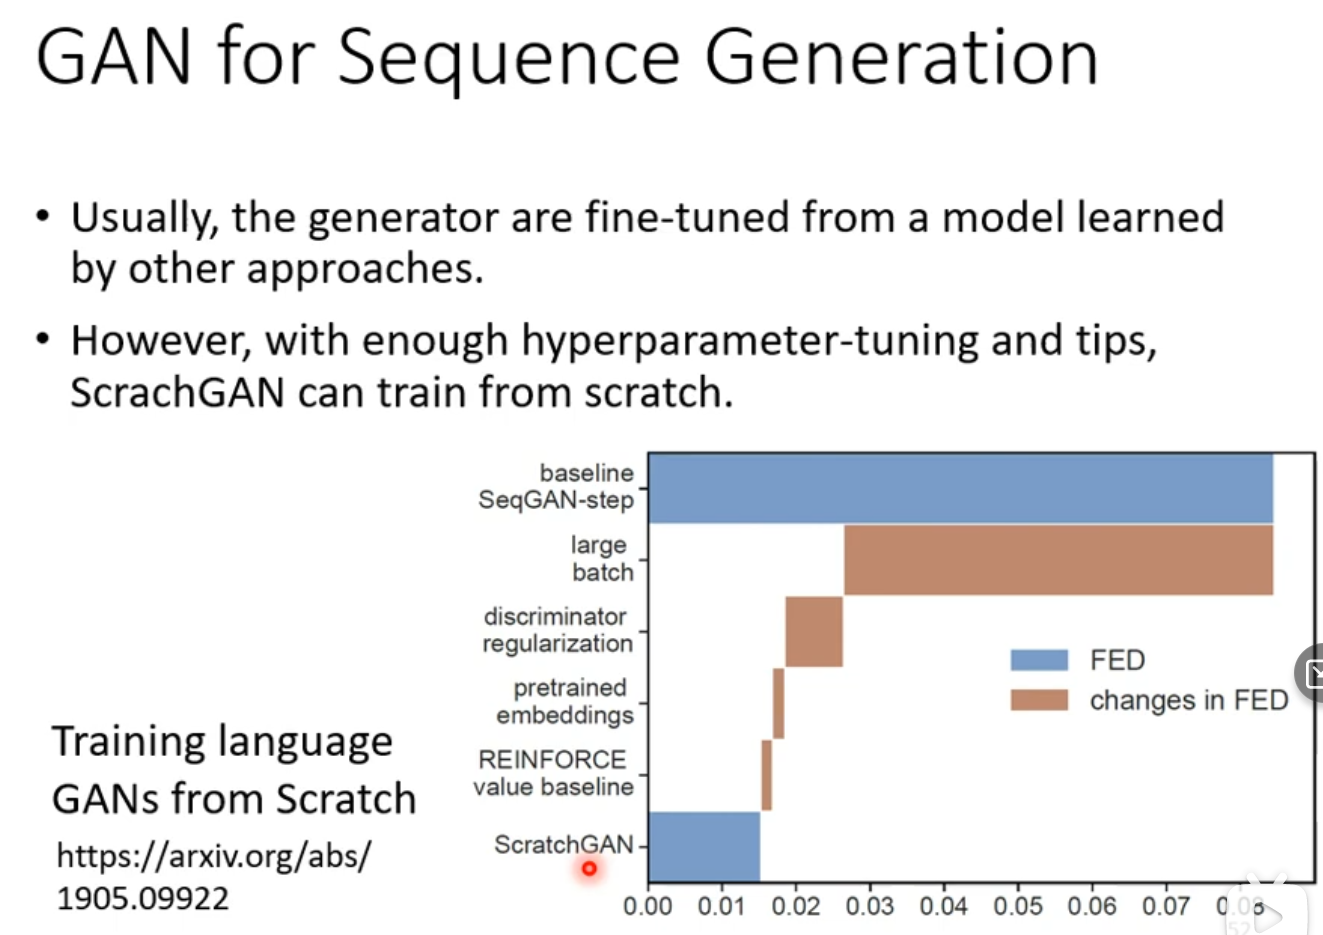 GAN for Sequence Generation
• Usually, the generator are fine-tuned from a model learned
by other approaches.
• However, with enough hyperparameter-tuning and tips,
ScrachGAN can train from scratch.
baseline
SeqGAN-step
large
batch
discriminator
regularization
pretrained
embeddings
REINFORCE
value baseline
ScratchGAN
FED
changes in FED
0.00 0.01 0.02 0.03 0.04 0.05 0.06 0.07 0.08
52
Training language
GANs from Scratch
https://arxiv.org/abs/
1905.09922